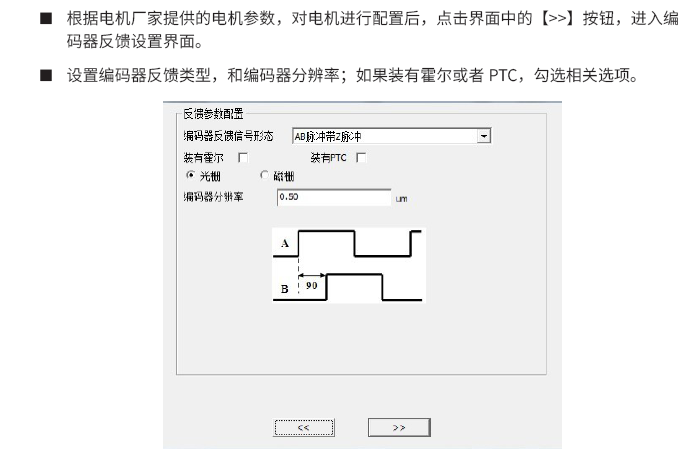 ■ 根据电机厂家提供的电机参数，对电机进行配置后，点击界面中的【>>】按钮，进入编
码器反馈设置界面。
■ 设置编码器反馈类型，和编码器分辨率；如果装有霍尔或者 PTC，勾选相关选项。
反馈参数配置
编码器反馈信号形态 AB脉冲带Z脉冲
装有霍尔 装有PTC
光栅 磁栅
编码器分辨率 0.50 um
A
90
B
<< >>